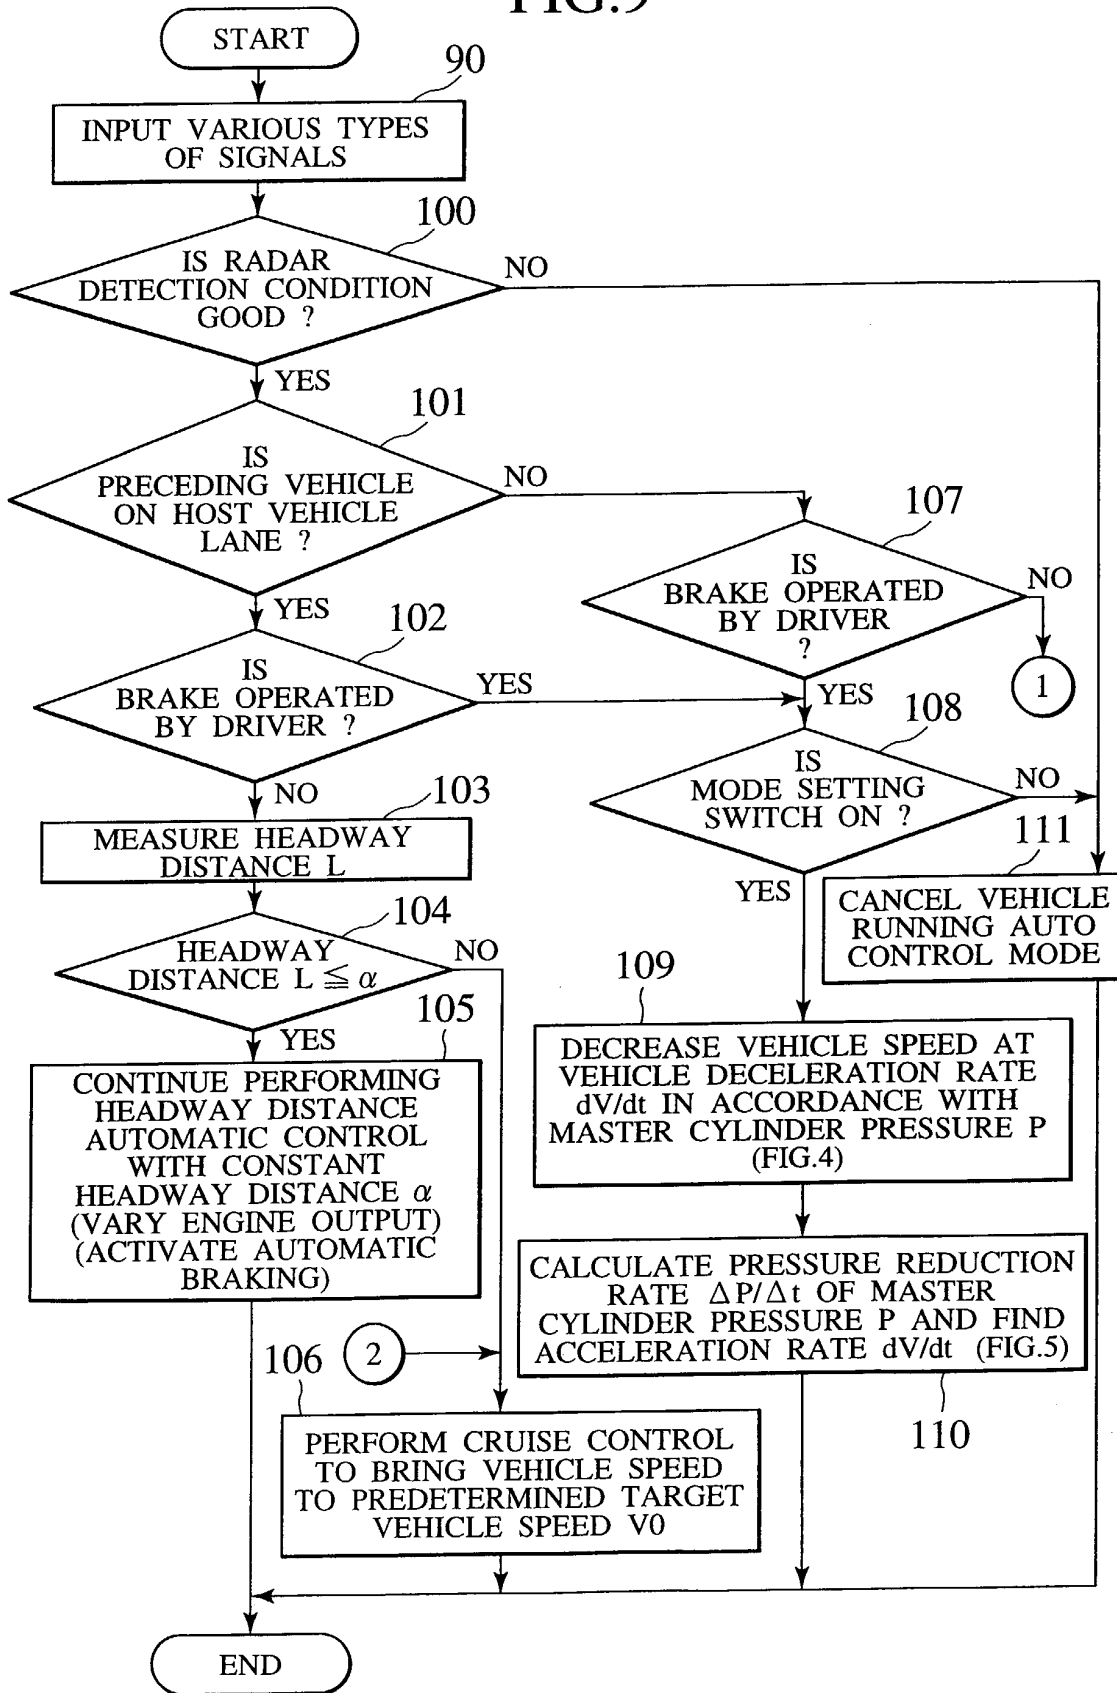 FIG.9
START
90
INPUT VARIOUS TYPES
OF SIGNALS
100
IS RADAR
DETECTION CONDITION
GOOD ?
NO
YES
101
IS
PRECEDING VEHICLE
ON HOST VEHICLE
LANE ?
NO
YES
107
IS
BRAKE OPERATED
BY DRIVER
?
NO
1
YES
102
IS
BRAKE OPERATED
BY DRIVER ?
YES
NO
108
IS
MODE SETTING
SWITCH ON ?
NO
YES
103
MEASURE HEADWAY
DISTANCE L
104
HEADWAY
DISTANCE L ≦ α
NO
YES
111
CANCEL VEHICLE
RUNNING AUTO
CONTROL MODE
105
CONTINUE PERFORMING
HEADWAY DISTANCE
AUTOMATIC CONTROL
WITH CONSTANT
HEADWAY DISTANCE α
(VARY ENGINE OUTPUT)
(ACTIVATE AUTOMATIC
BRAKING)
109
DECREASE VEHICLE SPEED AT
VEHICLE DECELERATION RATE
dV/dt IN ACCORDANCE WITH
MASTER CYLINDER PRESSURE P
(FIG.4)
CALCULATE PRESSURE REDUCTION
RATE ΔP/Δt OF MASTER
CYLINDER PRESSURE P AND FIND
ACCELERATION RATE dV/dt (FIG.5)
110
2
106
PERFORM CRUISE CONTROL
TO BRING VEHICLE SPEED
TO PREDETERMINED TARGET
VEHICLE SPEED V0
END